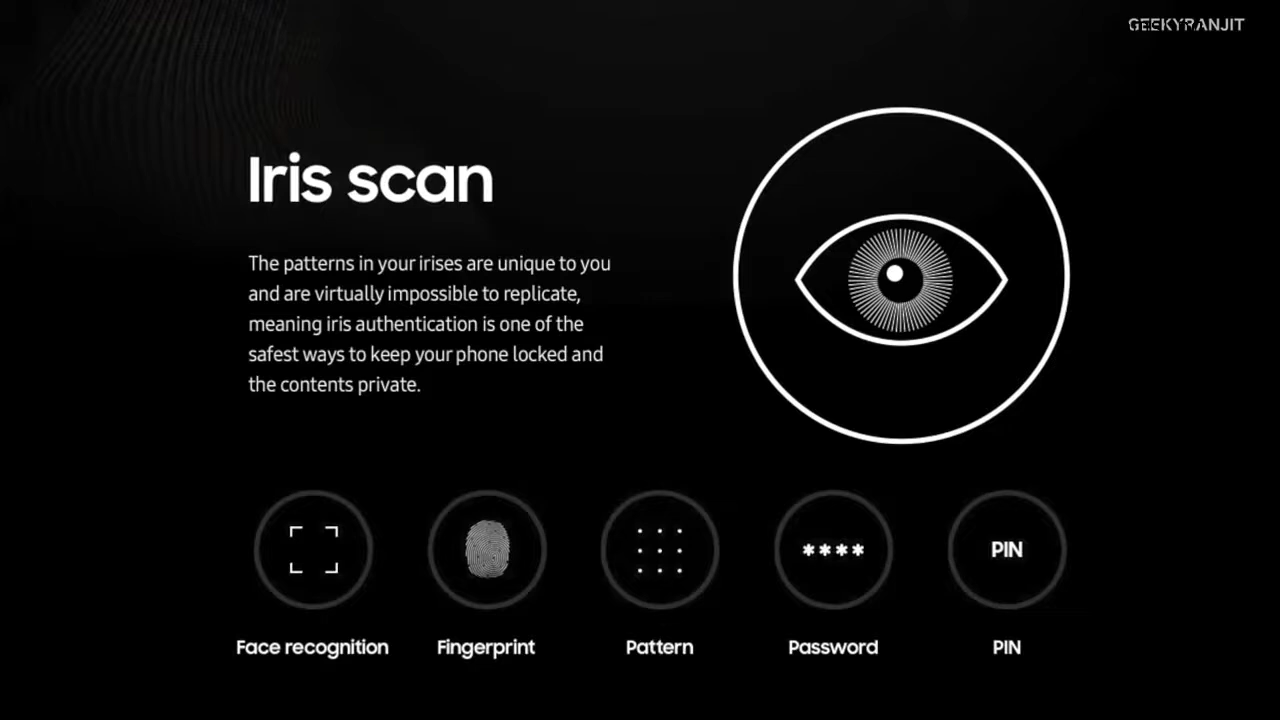 GEEKYRANJIT
Iris scan
The patterns in your irises are unique to you
and are virtually impossible to replicate,
meaning iris authentication is one of the
safest ways to keep your phone locked and
the contents private.
****
PIN
Face recognition
Fingerprint
Pattern
Password
PIN